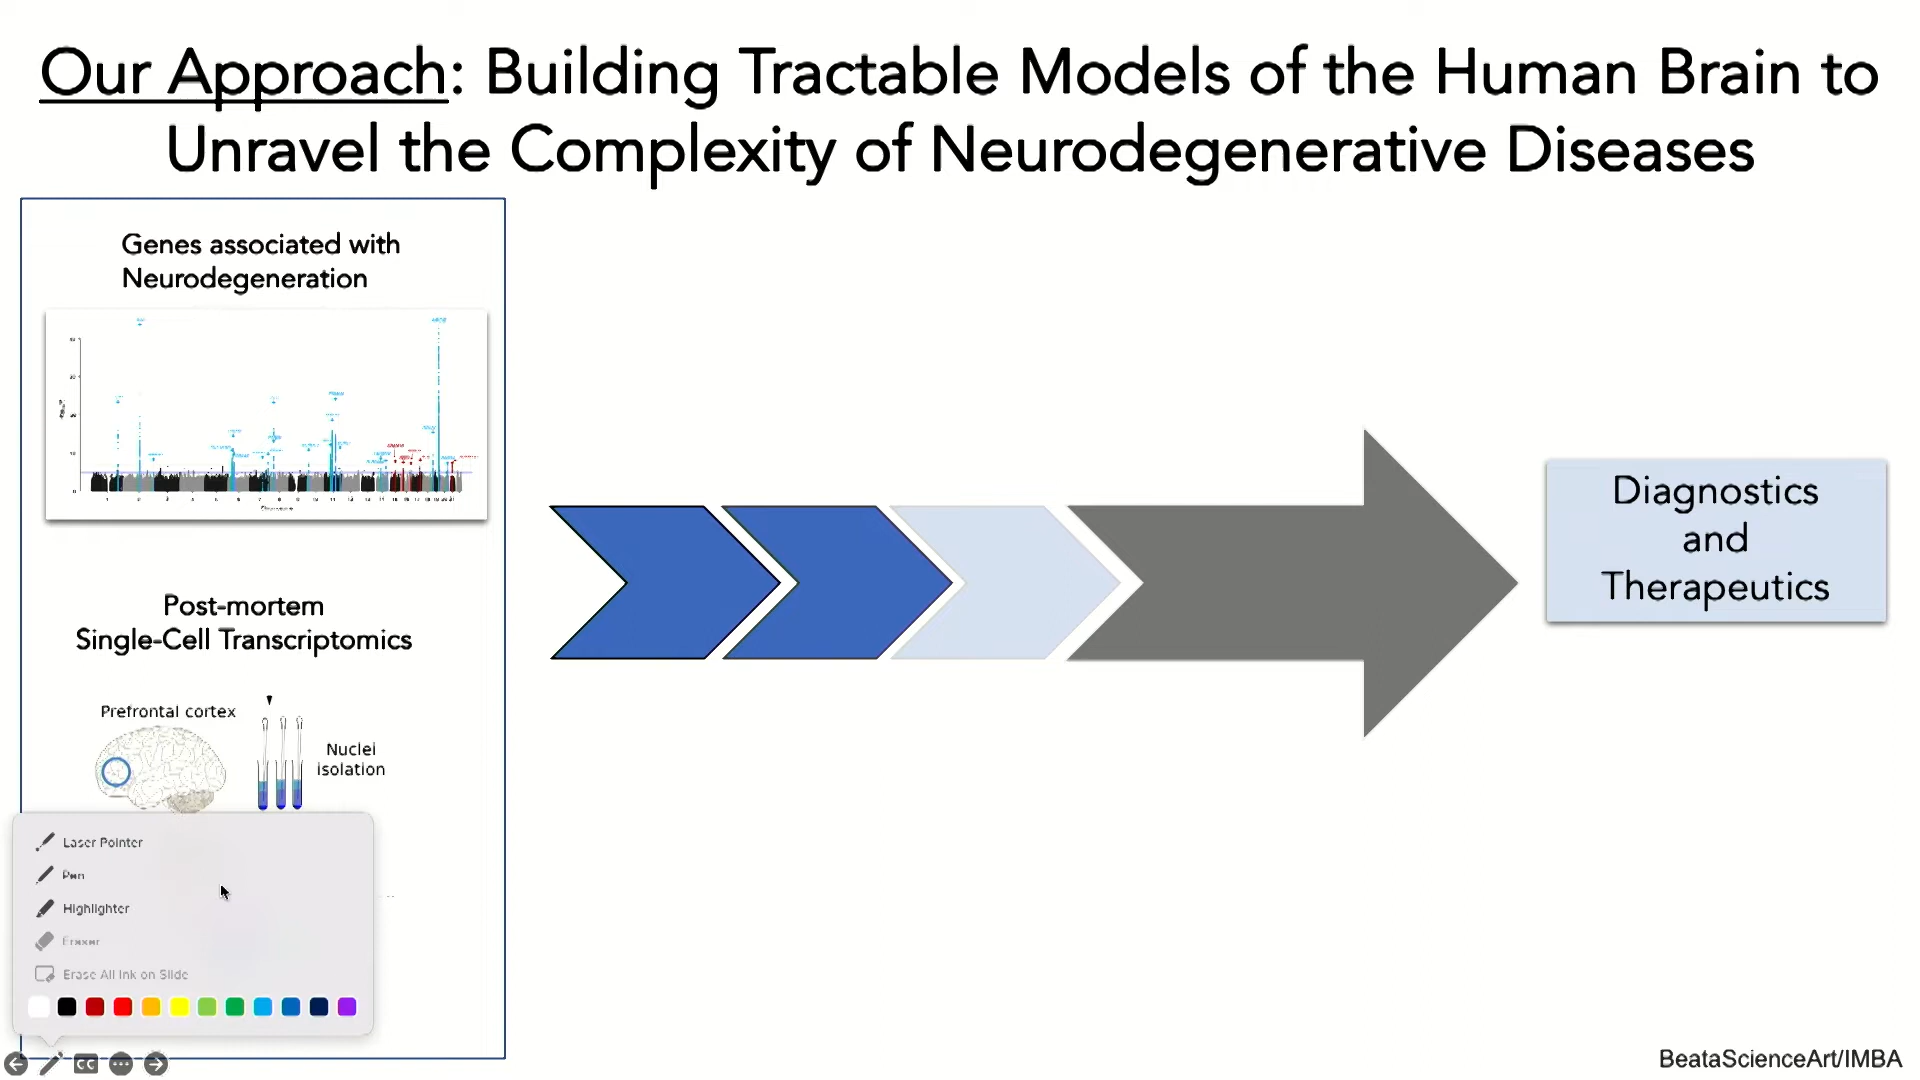 Our Approach: Building Tractable Models of the Human Brain to
Unravel the Complexity of Neurodegenerative Diseases
Genes associated with
Neurodegeneration
Post-mortem
Single-Cell Transcriptomics
Prefrontal cortex
Nuclei
isolation
Laser Pointer
Pen
Highlighter
Eraser
Erase All Ink on Slide
CC
Diagnostics
and
Therapeutics
BeataScienceArt/IMBA